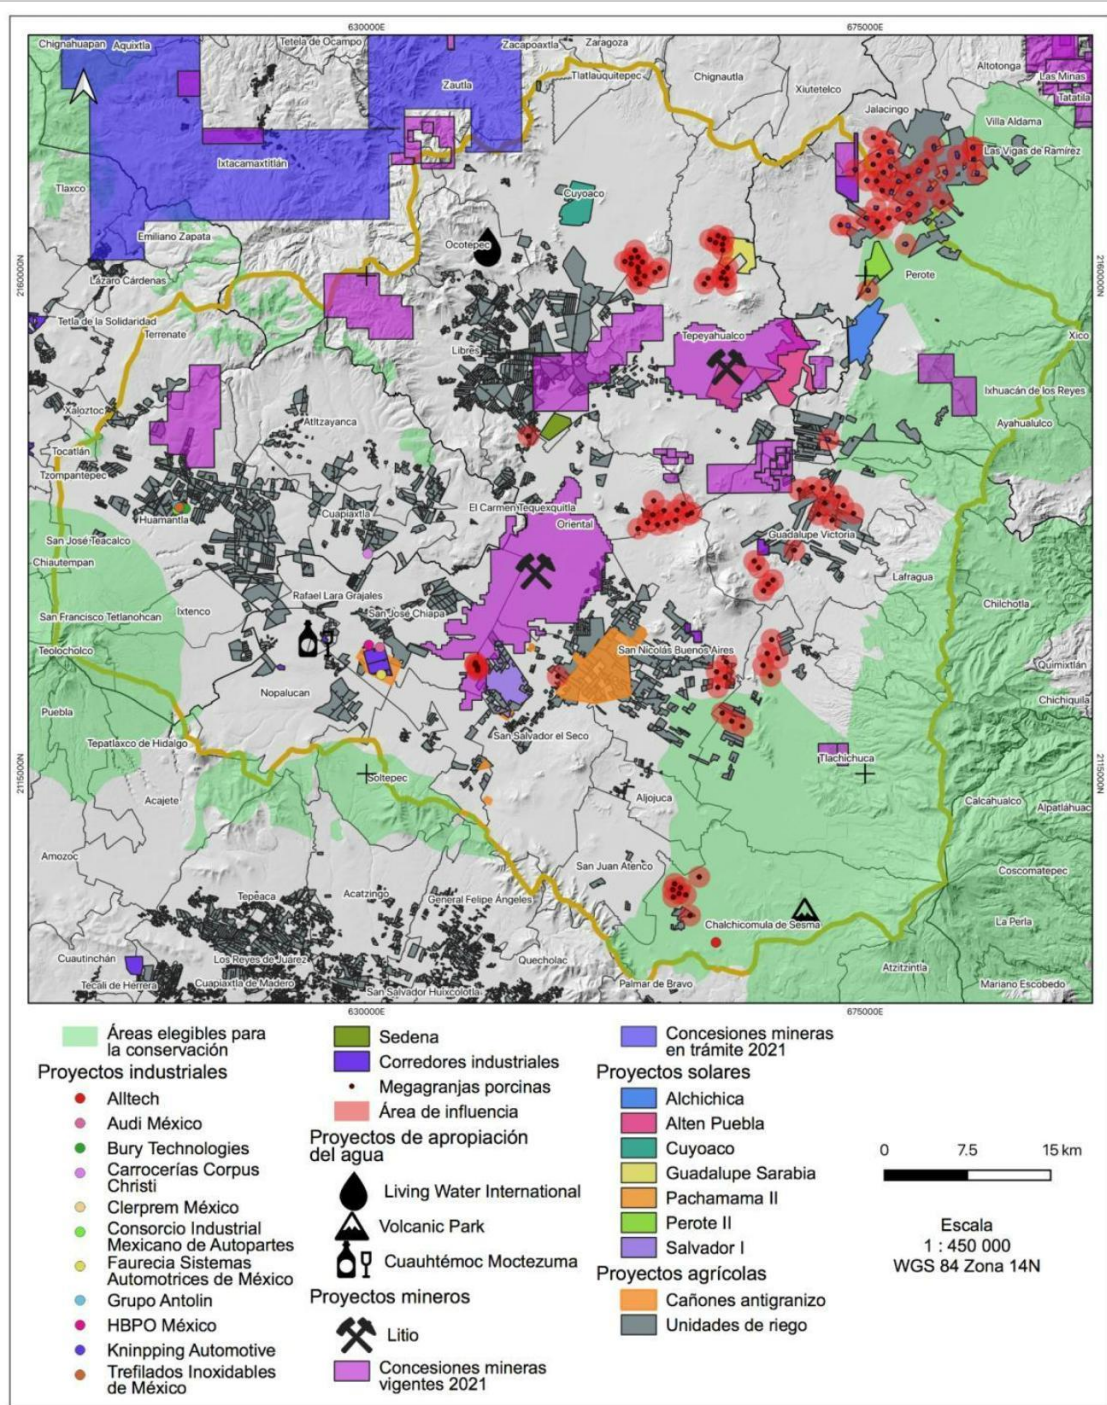 630000E
675000E
Chignahuapan
Aquixtla
Tetela de Ocampo
Zacapoaxtla
Zaragoza
Tlatlauquitepec
Chignautla
Xiutetelco
Altotonga
Las Minas
Tatatila
Zautla
Jalacingo
Villa Aldama
Las Vigas de Ramírez
Ixtacamaxtitlán
Tlaxco
Cuyoaco
Emiliano Zapata
Ocotepec
Lázaro Cárdenas
Perote
2160000N
2160000N
Tetla de la Solidaridad
Terrenate
Tepeyahualco
Xico
Libres
Ixhuacán de los Reyes
Xaloztoc
Atltzayanca
Ayahualulco
Tocatlán
Tzompantepec
Huamantla
Cuapiaxtla
El Carmen Tequexquitla
Oriental
San José Teacalco
Guadalupe Victoria
Chiautempan
Lafragua
Rafael Lara Grajales
San José Chiapa
Ixtenco
San Francisco Tetlanohcan
Chilchotla
Teolocholco
San Nicolás Buenos Aires
Quimixtlán
Nopalucan
Chichiquila
Puebla
San Salvador el Seco
Tepatlaxco de Hidalgo
Tlachichuca
2115000N
2115000N
Soltepec
Acajete
Aljojuca
Calcahualco
Alpatláhuac
Amozoc
San Juan Atenco
Coscomatepec
Tepeaca
Acatzingo
General Felipe Ángeles
Chalchicomula de Sesma
La Perla
Cuautinchán
Los Reyes de Juárez
Quecholac
Atzitzintla
Tecali de Herrera
Cuapiaxtla de Madero
San Salvador Huixcolotla
Palmar de Bravo
Mariano Escobedo
630000E
675000E
Áreas elegibles para
la conservación
Proyectos industriales
Alltech
Audi México
Bury Technologies
Carrocerías Corpus
Christi
Clerprem México
Consorcio Industrial
Mexicano de Autopartes
Faurecia Sistemas
Automotrices de México
Grupo Antolin
HBPO México
Kninpping Automotive
Trefilados Inoxidables
de México
Sedena
Corredores industriales
Megagranjas porcinas
Área de influencia
Proyectos de apropiación
del agua
Living Water International
Volcanic Park
Cuauhtémoc Moctezuma
Proyectos mineros
Litio
Concesiones mineras
vigentes 2021
Concesiones mineras
en trámite 2021
Proyectos solares
Alchichica
Alten Puebla
Cuyoaco
Guadalupe Sarabia
Pachamama II
Perote II
Salvador I
Proyectos agrícolas
Cañones antigranizo
Unidades de riego
0 7.5 15 km
Escala
1 : 450 000
WGS 84 Zona 14N